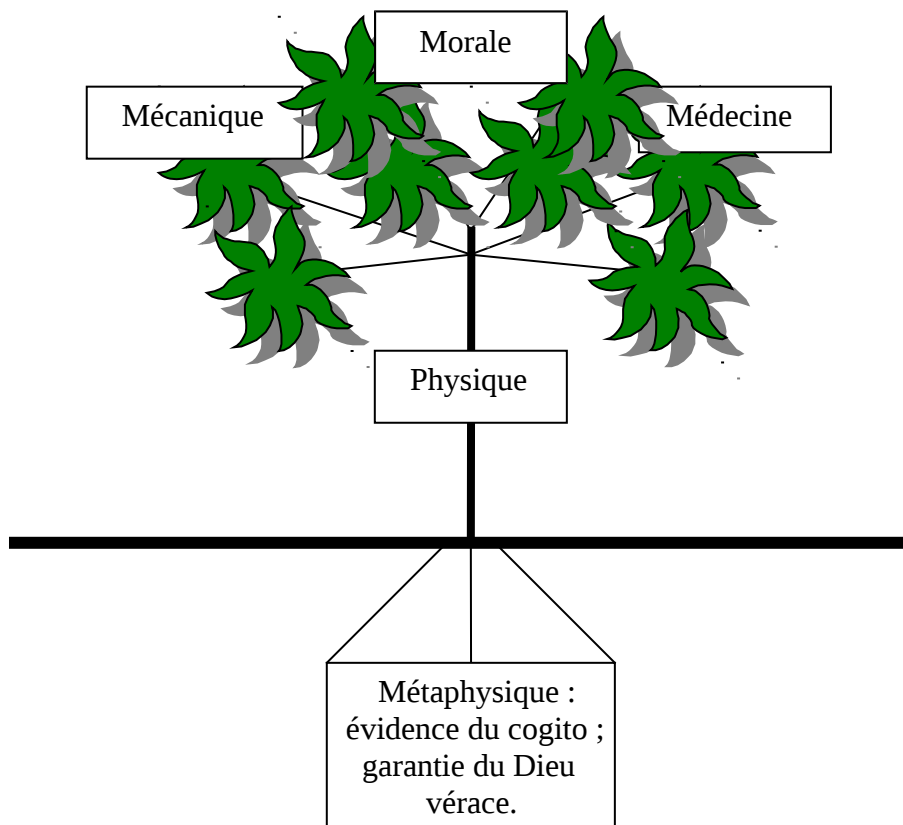 Morale
Mécanique
Médecine
Physique
Métaphysique :
évidence du cogito ;
garantie du Dieu
vérace.